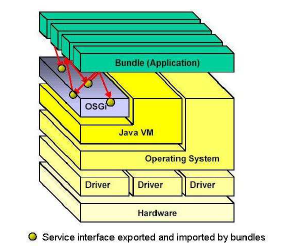 Bundle (Application)
OSGi
Java VM
Operating System
Driver Driver Driver
Hardware
Service interface exported and imported by bundles